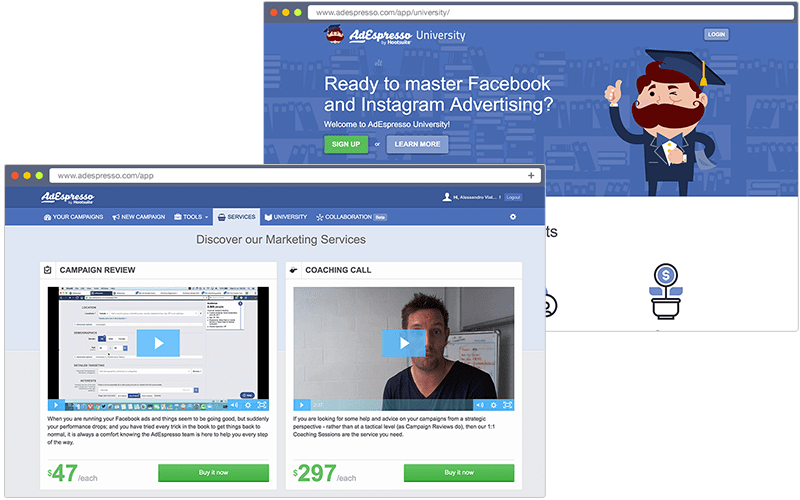 www.adespresso.com/app/university/
AdEspresso University
by Hootsuite
LOGIN
Ready to master Facebook
and Instagram Advertising?
Welcome to AdEspresso University!
SIGN UP or LEARN MORE
www.adespresso.com/app
AdEspresso
by Hootsuite
Logout
YOUR CAMPAIGNS NEW CAMPAIGN TOOLS SERVICES UNIVERSITY COLLABORATION Beta
Discover our Marketing Services
CAMPAIGN REVIEW
LOCATION
DEMOGRAPHICS
DETAILED TARGETING
INTERESTS
When you are running your Facebook ads and things seem to be going good, but suddenly
your performance drops; and you have tried every trick in the book to get things back to
normal, it is always a comfort knowing the AdEspresso team is here to help you every step
of the way.
$47/each
Buy it now
COACHING CALL
If you are looking for some help and advice on your campaigns from a strategic
perspective - rather than at a tactical level (as Campaign Reviews do), then our 1:1
Coaching Sessions are the service you need.
$297/each
Buy it now